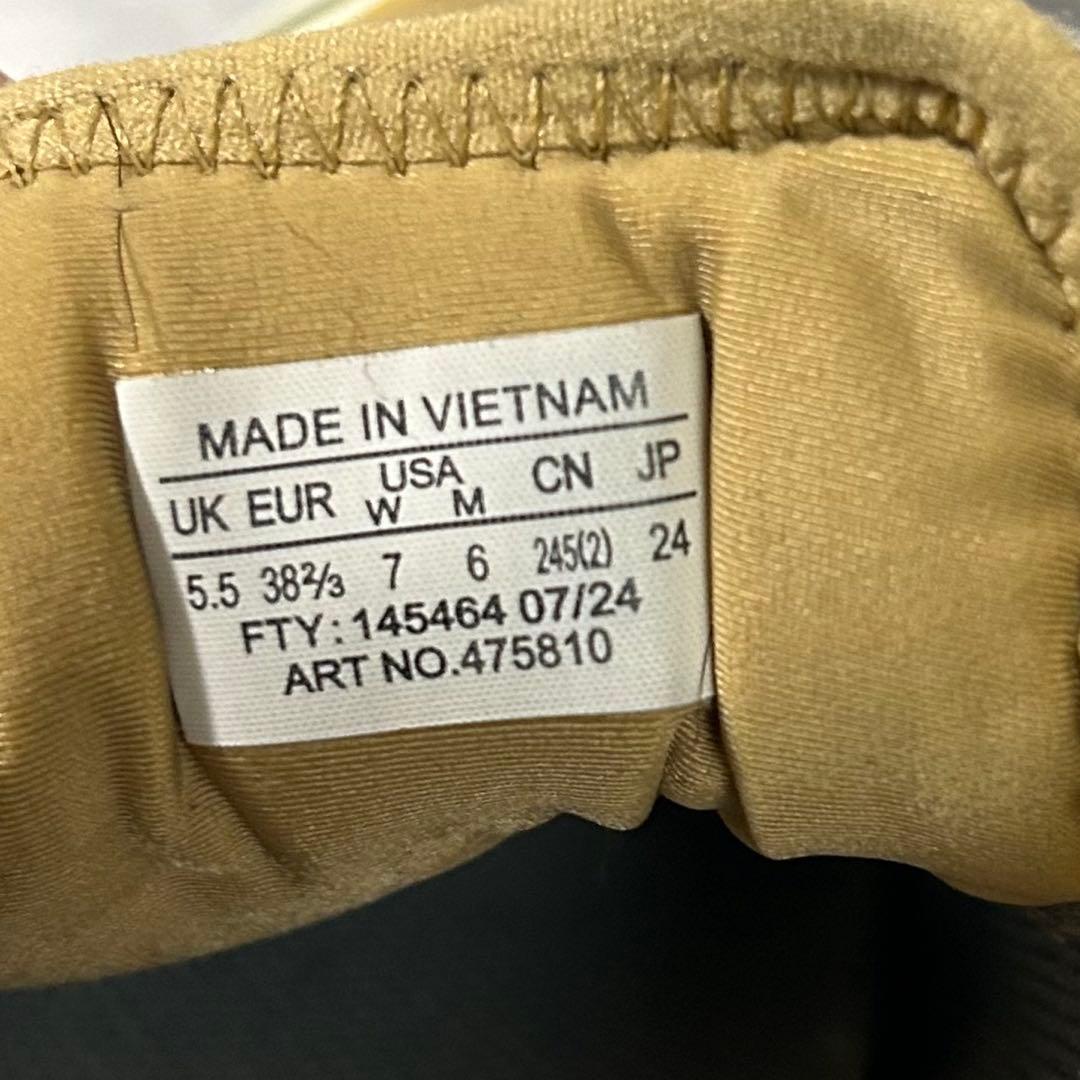 MADE IN VIETNAM
UK EUR USA W M CN JP
5.5 38⅔ 7 6 245(2) 24
FTY: 145464 07/24
ART NO.475810